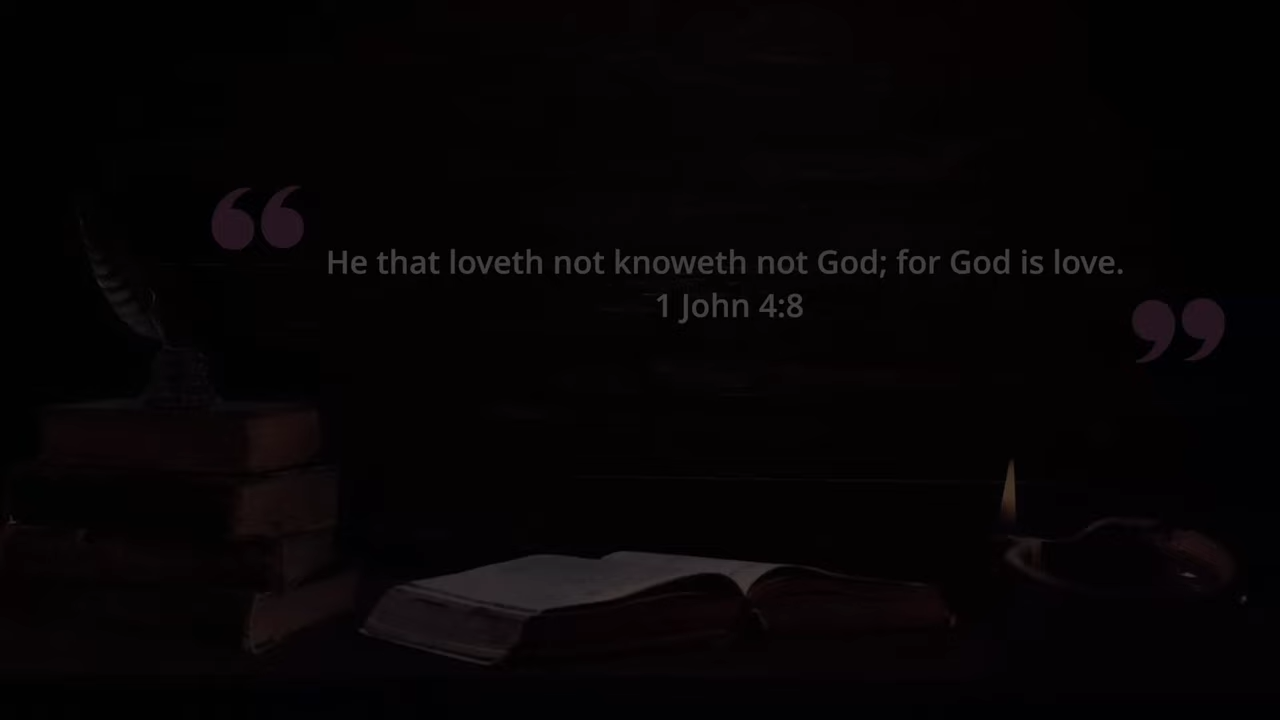 “ He that loveth not knoweth not God; for God is love.
1 John 4:8 ”